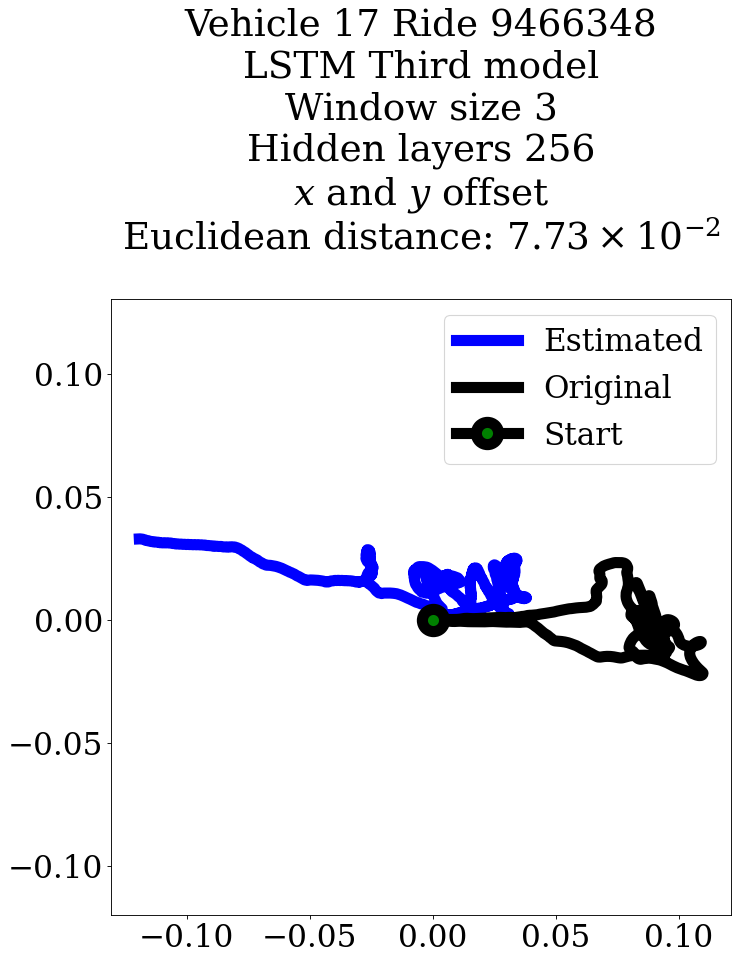 Vehicle 17 Ride 9466348
LSTM Third model
Window size 3
Hidden layers 256
x and y offset
Euclidean distance: 7.73 × 10⁻²
Estimated
Original
Start
0.10
0.05
0.00
−0.05
−0.10
−0.10 −0.05 0.00 0.05 0.10